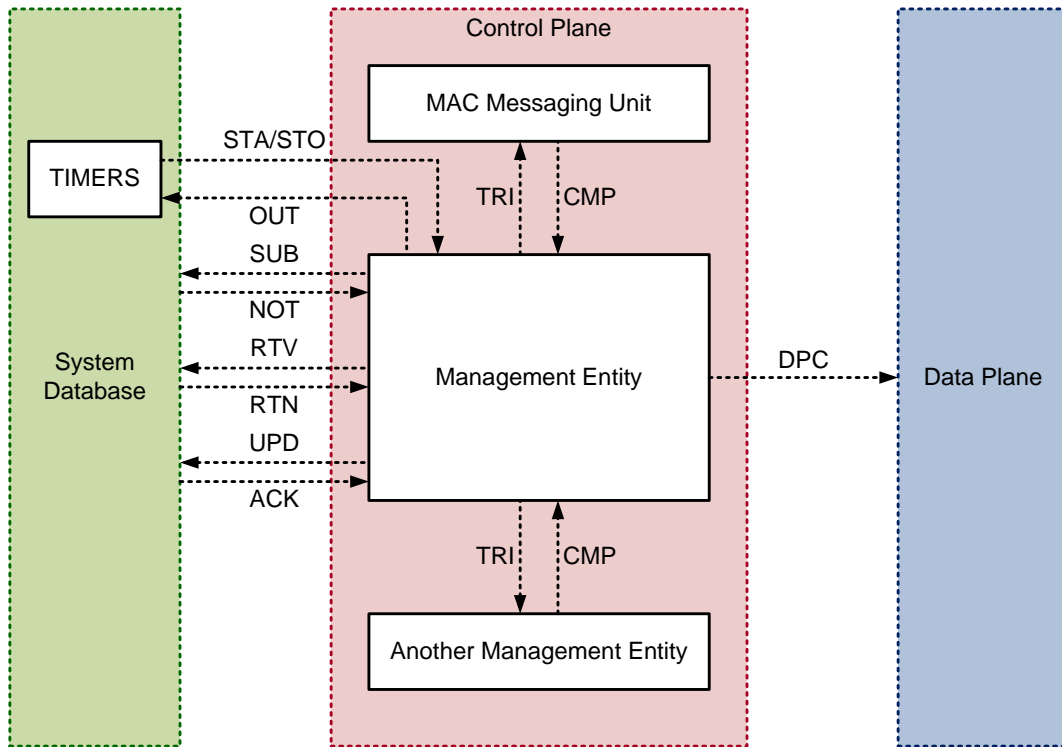 Control Plane
MAC Messaging Unit
STA/STO
TIMERS
TRI
CMP
OUT
SUB
NOT
RTV
System
Database
Management Entity
DPC
Data Plane
RTN
UPD
ACK
TRI
CMP
Another Management Entity